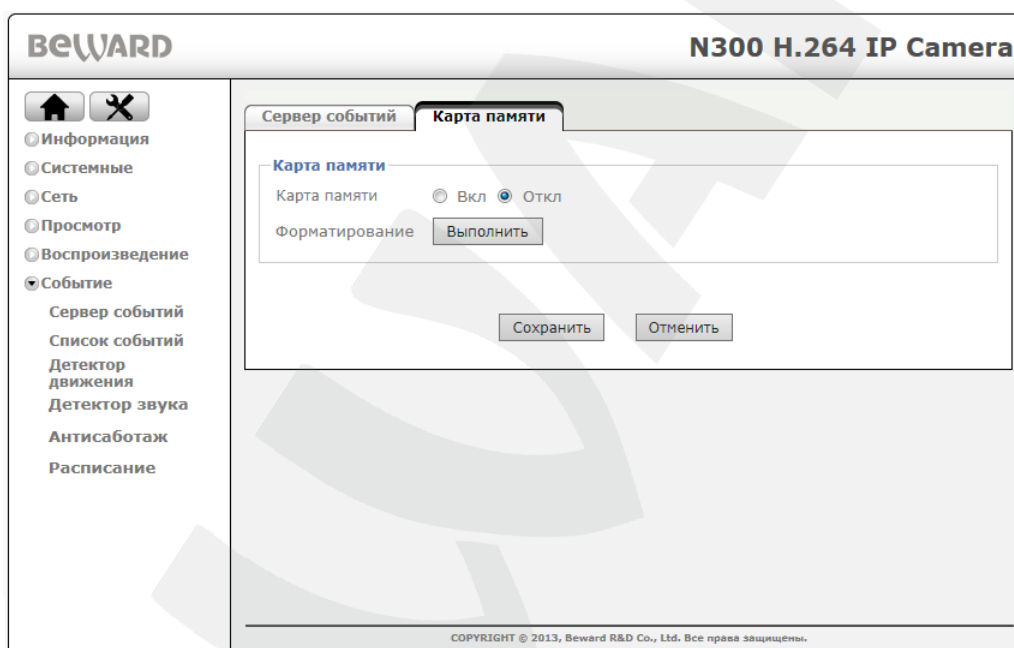 BEWARD
N300 H.264 IP Camera
Информация
Системные
Сеть
Просмотр
Воспроизведение
Событие
Сервер событий
Список событий
Детектор
движения
Детектор звука
Антисаботаж
Расписание
Сервер событий
Карта памяти
Карта памяти
Карта памяти Вкл Откл
Форматирование Выполнить
Сохранить Отменить
COPYRIGHT © 2013, Beward R&D Co., Ltd. Все права защищены.